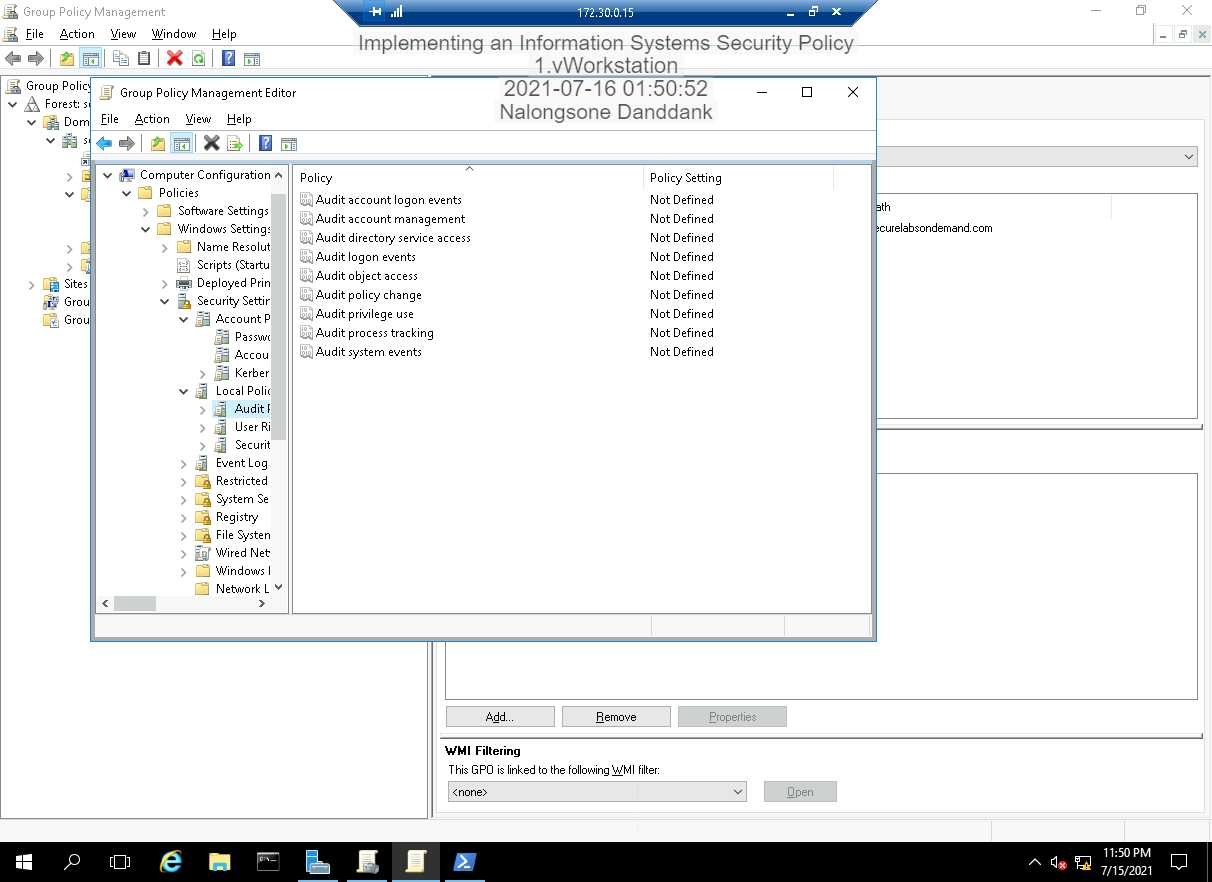 Group Policy Management
172.30.0.15
File Action View Window Help
Implementing an Information Systems Security Policy
1.vWorkstation
2021-07-16 01:50:52
Nalongsone Danddank
Group Policy
Forest: s
Dom
s
Sites
Grou
Grou
Group Policy Management Editor
File Action View Help
Computer Configuration
Policies
Software Settings
Windows Settings
Name Resolut
Scripts (Startu
Deployed Prin
Security Settin
Account P
Passwo
Accou
Kerber
Local Polic
Audit P
User Ri
Securit
Event Log
Restricted
System Se
Registry
File System
Wired Net
Windows F
Network L
Policy Policy Setting
Audit account logon events Not Defined
Audit account management Not Defined
Audit directory service access Not Defined
Audit logon events Not Defined
Audit object access Not Defined
Audit policy change Not Defined
Audit privilege use Not Defined
Audit process tracking Not Defined
Audit system events Not Defined
ath
ecurelabsondemand.com
Add... Remove Properties
WMI Filtering
This GPO is linked to the following WMI filter:
<none> Open
11:50 PM
7/15/2021